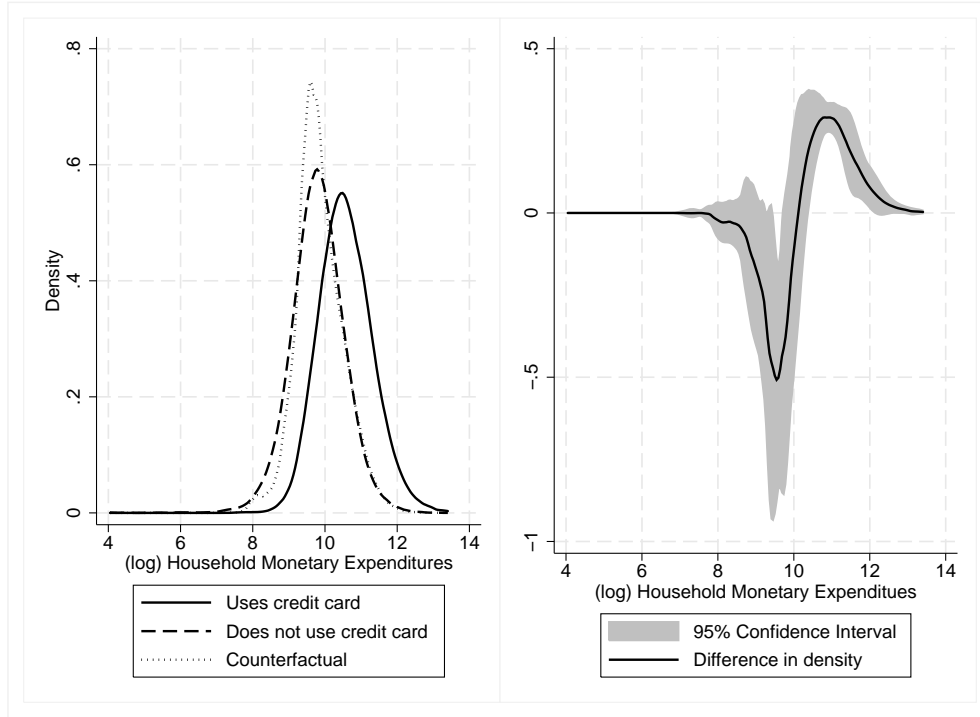 .8
.6
.4
.2
0
Density
4 6 8 10 12 14
(log) Household Monetary Expenditures
Uses credit card
Does not use credit card
Counterfactual
.5
0
-.5
-1
4 6 8 10 12 14
(log) Household Monetary Expenditues
95% Confidence Interval
Difference in density